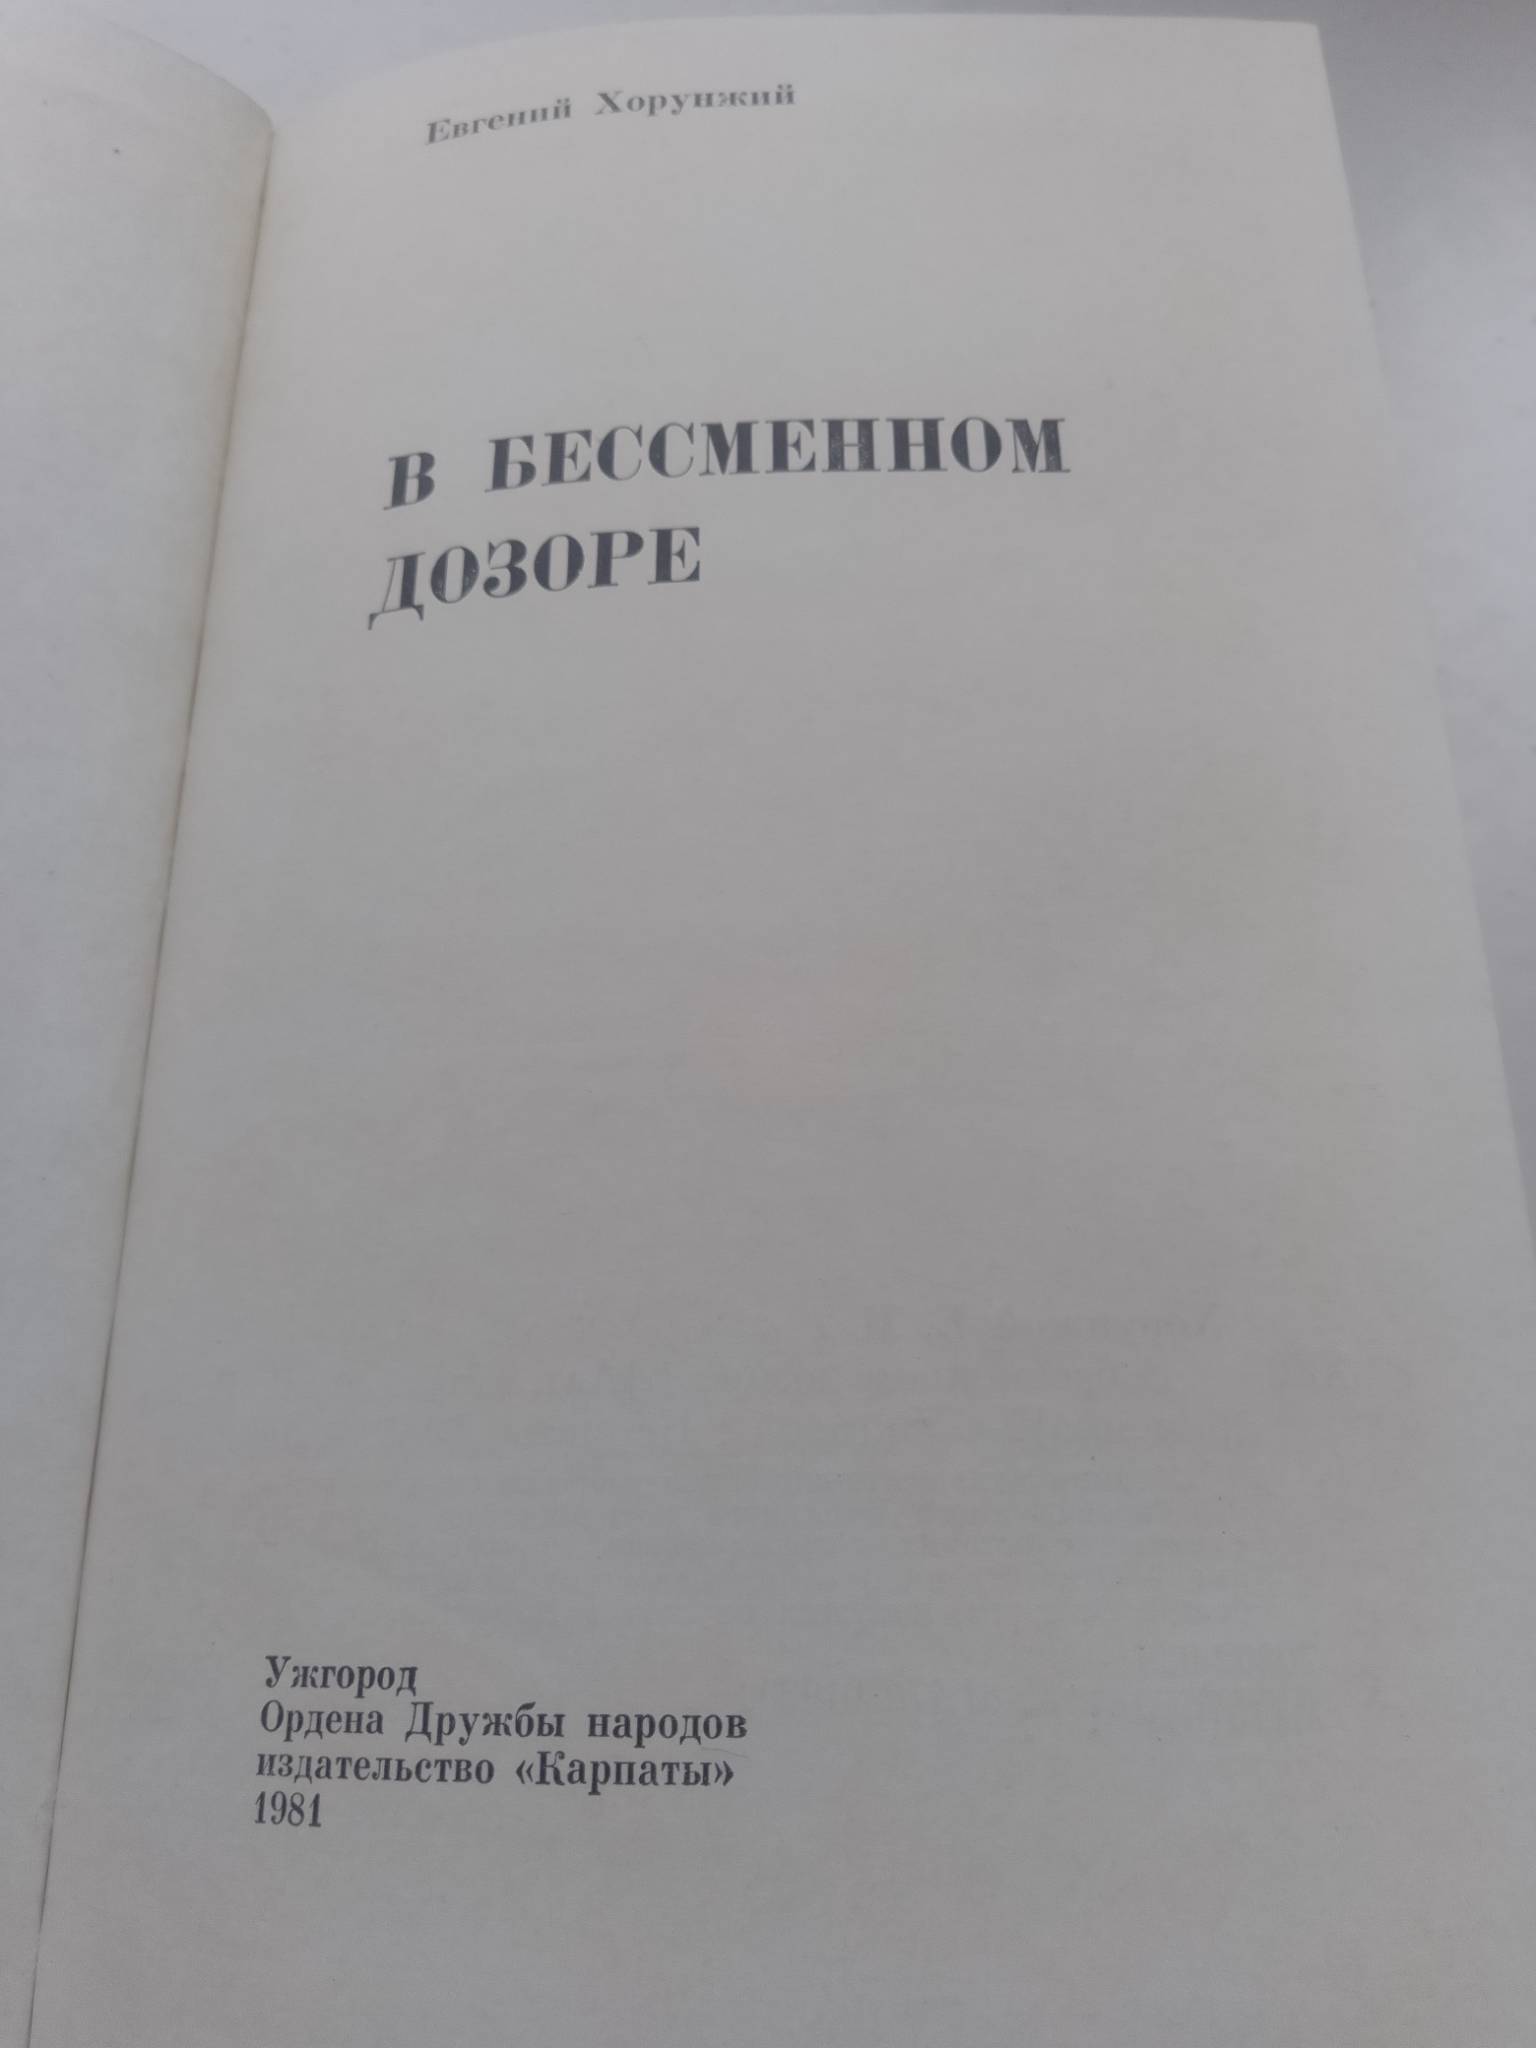 Евгений Хорунжий
В БЕССМЕННОМ
ДОЗОРЕ
Ужгород
Ордена Дружбы народов
издательство «Карпаты»
1981